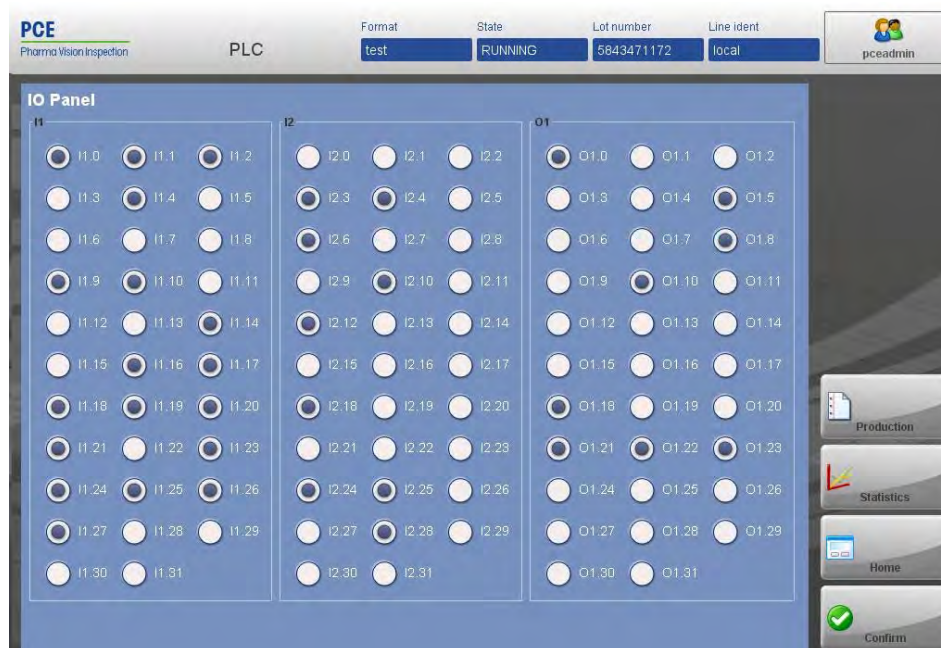 PCE
Pharma Vision Inspection
PLC
Format
State
Lot number
Line ident
test
RUNNING
5843471172
local
pceadmin
IO Panel
I1
I2
O1
I1.0 I1.1 I1.2 I2.0 I2.1 I2.2 O1.0 O1.1 O1.2
I1.3 I1.4 I1.5 I2.3 I2.4 I2.5 O1.3 O1.4 O1.5
I1.6 I1.7 I1.8 I2.6 I2.7 I2.8 O1.6 O1.7 O1.8
I1.9 I1.10 I1.11 I2.9 I2.10 I2.11 O1.9 O1.10 O1.11
I1.12 I1.13 I1.14 I2.12 I2.13 I2.14 O1.12 O1.13 O1.14
I1.15 I1.16 I1.17 I2.15 I2.16 I2.17 O1.15 O1.16 O1.17
I1.18 I1.19 I1.20 I2.18 I2.19 I2.20 O1.18 O1.19 O1.20
I1.21 I1.22 I1.23 I2.21 I2.22 I2.23 O1.21 O1.22 O1.23
I1.24 I1.25 I1.26 I2.24 I2.25 I2.26 O1.24 O1.25 O1.26
I1.27 I1.28 I1.29 I2.27 I2.28 I2.29 O1.27 O1.28 O1.29
I1.30 I1.31 I2.30 I2.31 O1.30 O1.31
Production
Statistics
Home
Confirm